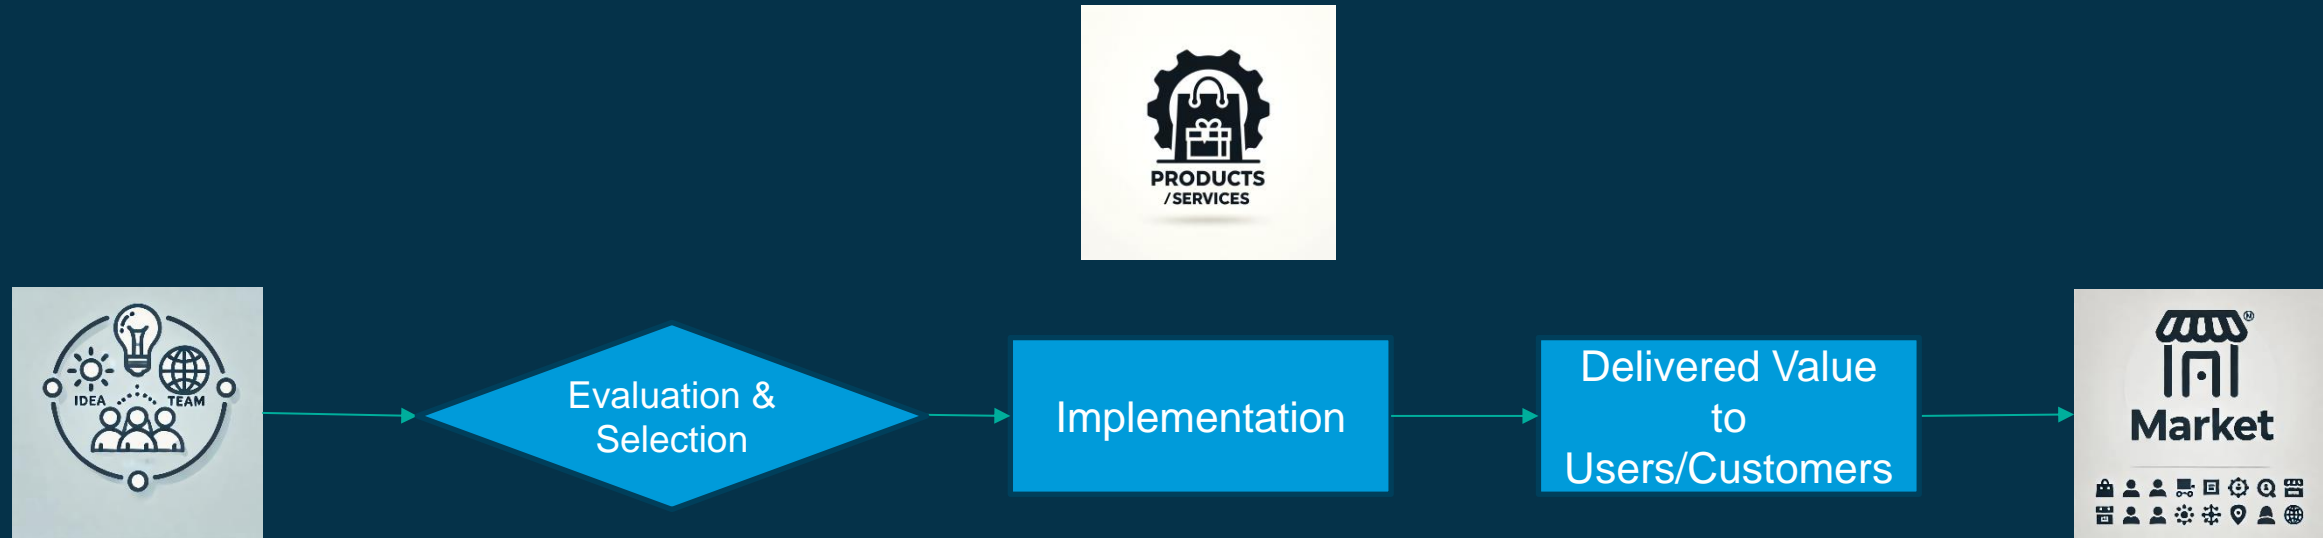 PRODUCTS
/SERVICES
IDEA
TEAM
Evaluation &
Selection
Implementation
Delivered Value
to
Users/Customers
Market